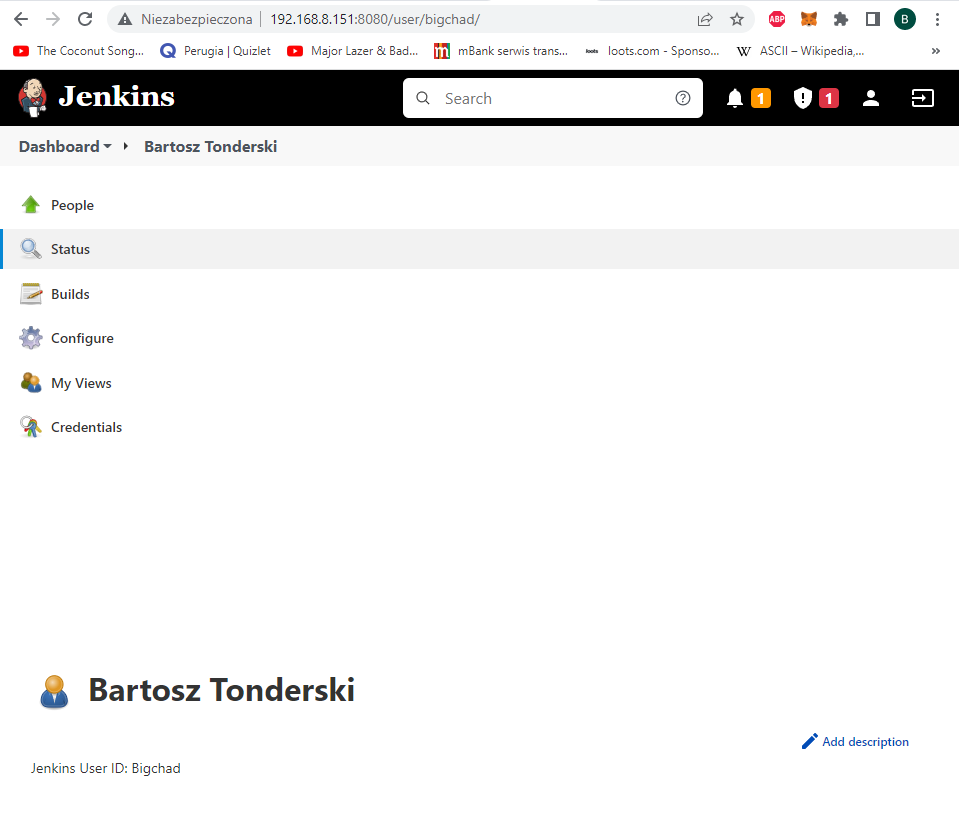 Niezabezpieczona 192.168.8.151:8080/user/bigchad/
ABP B
The Coconut Song... Perugia | Quizlet Major Lazer & Bad... mBank serwis trans... loots loots.com - Sponso... W ASCII – Wikipedia,... »
Jenkins Search 1 1
Dashboard Bartosz Tonderski
People
Status
Builds
Configure
My Views
Credentials
Bartosz Tonderski
Add description
Jenkins User ID: Bigchad